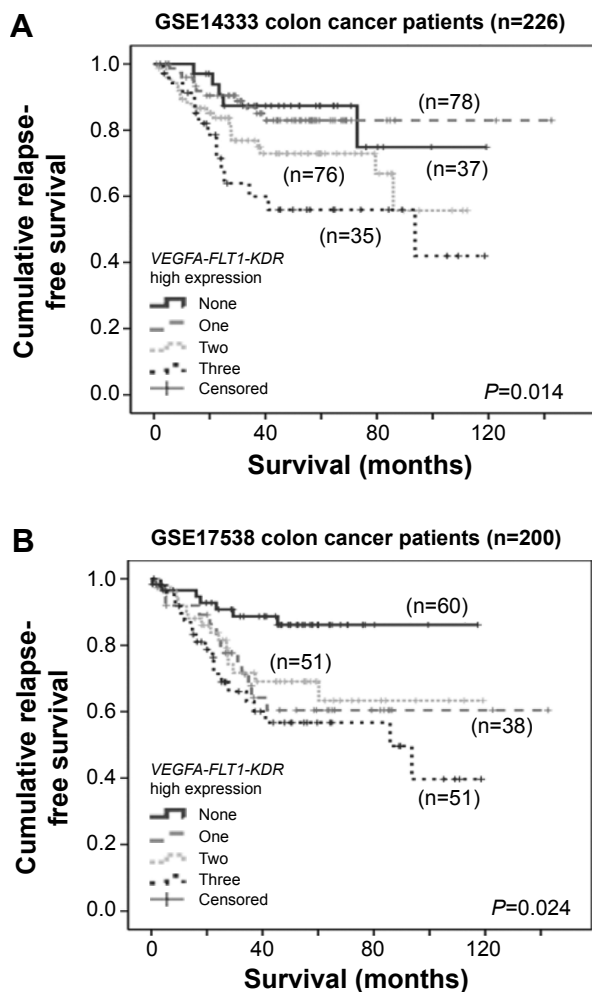 A
GSE14333 colon cancer patients (n=226)
Cumulative relapse-
free survival
1.0
0.8
0.6
0.4
0.2
0.0
(n=78)
(n=37)
(n=76)
(n=35)
VEGFA-FLT1-KDR
high expression
None
One
Two
Three
Censored
P=0.014
0
40
80
120
Survival (months)
B
GSE17538 colon cancer patients (n=200)
Cumulative relapse-
free survival
1.0
0.8
0.6
0.4
0.2
0.0
(n=60)
(n=51)
(n=38)
(n=51)
VEGFA-FLT1-KDR
high expression
None
One
Two
Three
Censored
P=0.024
0
40
80
120
Survival (months)